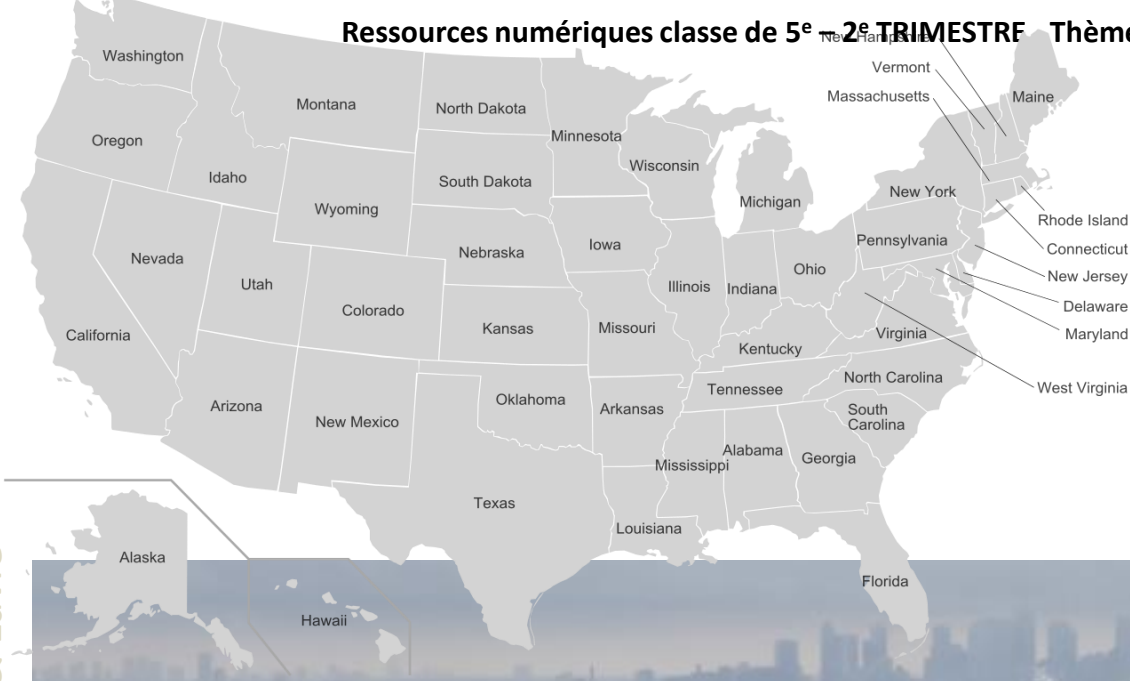 Ressources numériques classe de 5e – 2e TRIMESTRE Thème
New Hampshire
Washington
Vermont
Massachusetts
Maine
Montana
North Dakota
Minnesota
Oregon
Wisconsin
Idaho
South Dakota
New York
Michigan
Wyoming
Rhode Island
Pennsylvania
Iowa
Connecticut
Nebraska
Nevada
Ohio
New Jersey
Utah
Illinois
Indiana
Delaware
Colorado
Kansas
Missouri
Virginia
Maryland
California
Kentucky
North Carolina
West Virginia
Tennessee
Oklahoma
Arizona
Arkansas
South
Carolina
New Mexico
Alabama
Georgia
Mississippi
Texas
Louisiana
Alaska
Florida
Hawaii